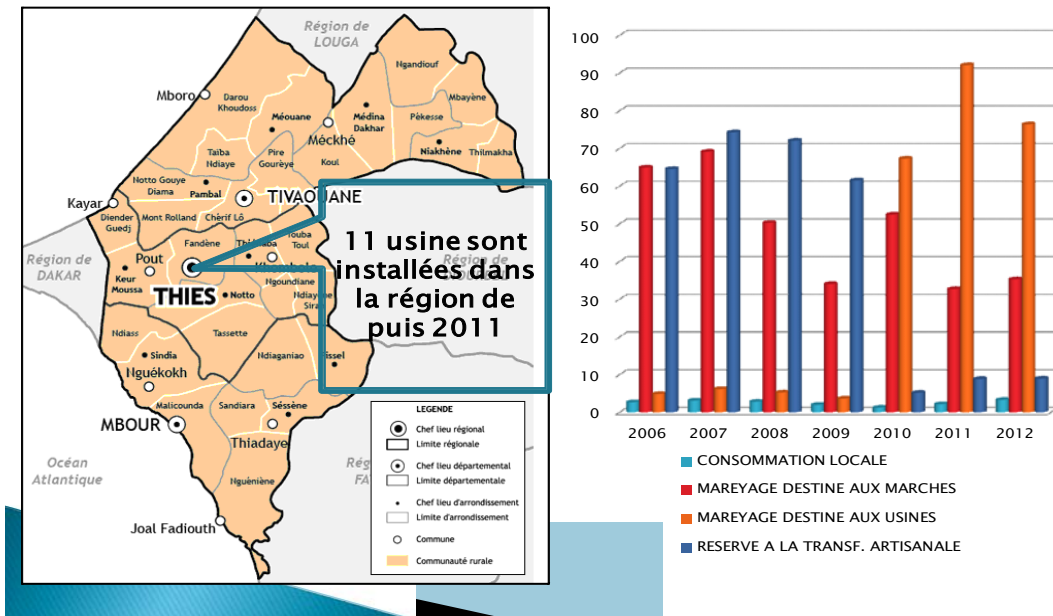 Région de
LOUGA
Ngandiouf
Mbayène
Mboro
Darou
Khoudoss
Méouane
Médina
Dakhar
Pékesse
Méckhé
Niakhène
Thilmakha
Taïba
Ndiaye
Pire
Gourèye
Koul
Notto Gouye
Diama
Pambal
Kayar
TIVAOUANE
Diender
Guedj
Mont Rolland
Chèrif Lô
Fandène
Touba
Toul
Région
de DAKAR
Pout
Keur
Moussa
THIES
Notto
Ngoundiane
Ndiass
Tassette
Sindia
Ndiaganiao
Nguékokh
Malicounda
Sandiara
Séssène
MBOUR
Thiadaye
Océan
Atlantique
Nguèniène
Joal Fadiouth
11 usine sont
installées dans
la région de
puis 2011
LEGENDE
Chef lieu régional
Limite régionale
Chef lieu départemental
Limite départementale
Chef lieu d'arrondissement
Limite d'arrondissement
Commune
Communauté rurale
100
90
80
70
60
50
40
30
20
10
0
2006 2007 2008 2009 2010 2011 2012
CONSOMMATION LOCALE
MAREYAGE DESTINE AUX MARCHES
MAREYAGE DESTINE AUX USINES
RESERVE A LA TRANSF. ARTISANALE